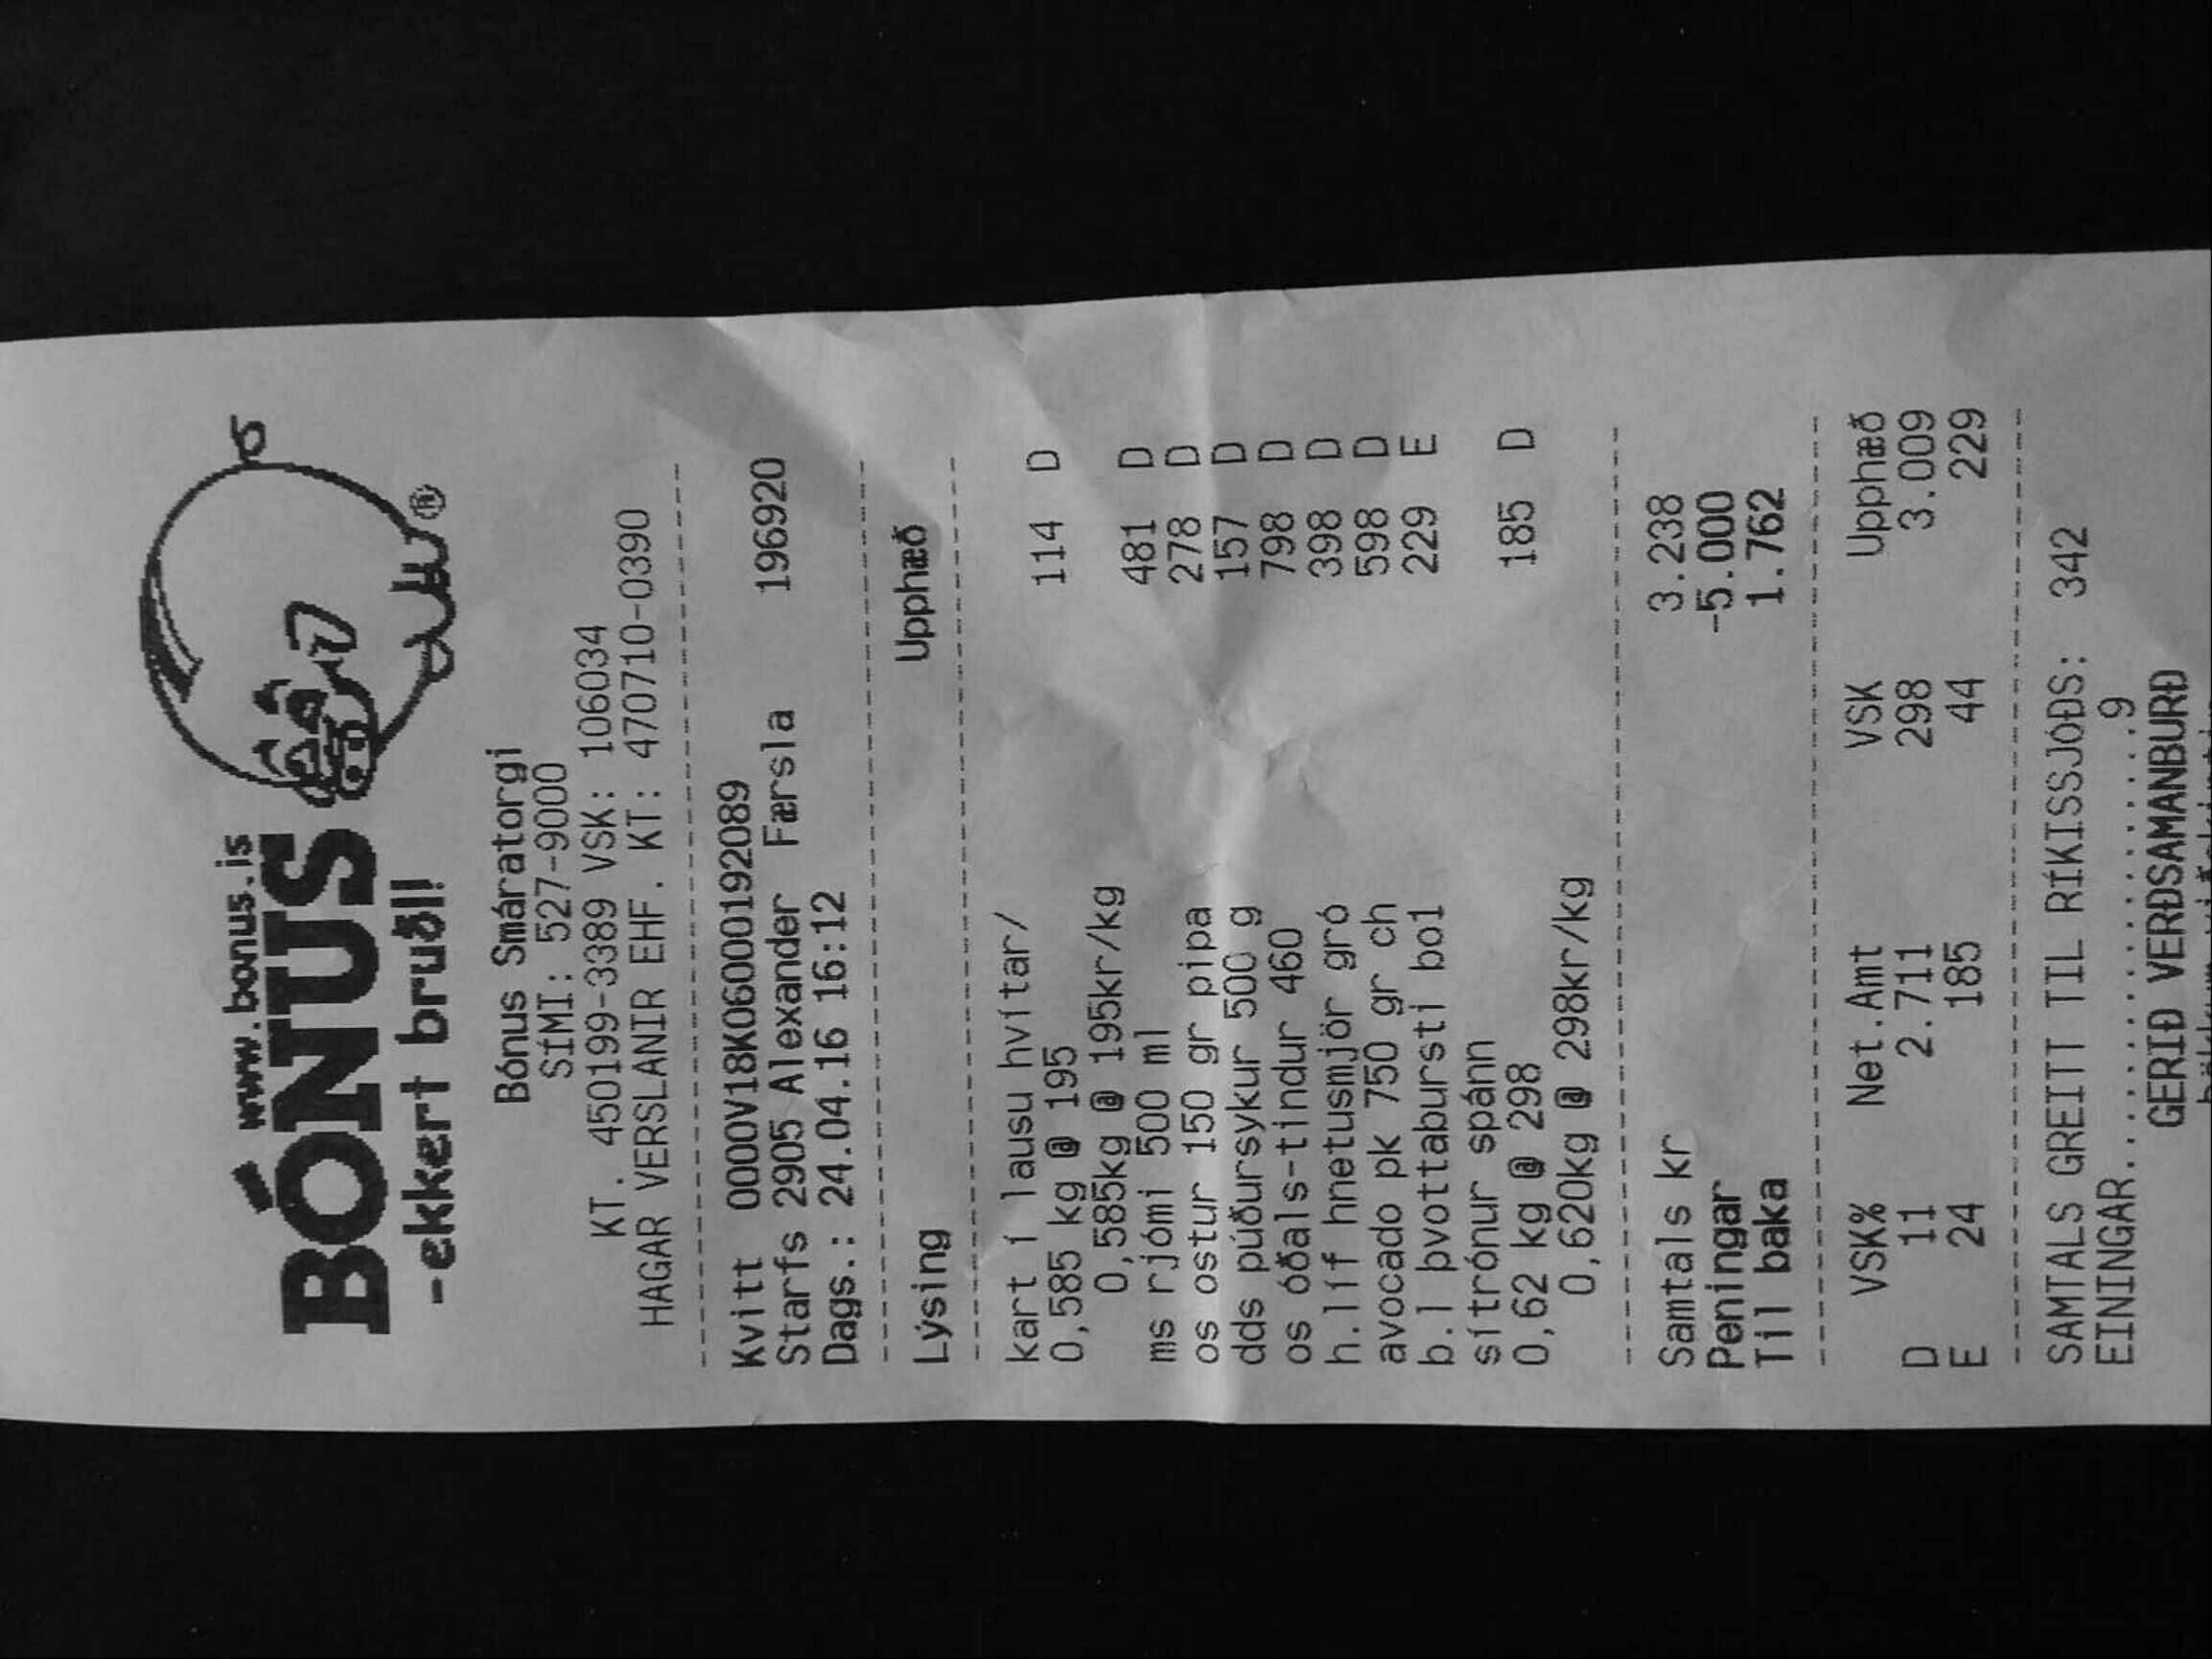 www.bonus.is
BÓNUS
-ekkert bruðl!
®
Bónus Smáratorgi
SÍMI: 527-9000
KT. 450199-3389 VSK: 106034
HAGAR VERSLANIR EHF. KT: 470710-0390
Kvitt 0000V18K0600001​92089
Starfs 2905 Alexander Færsla 196920
Dags.: 24.04.16 16:12
Lýsing Upphæð
kart í lausu hvítar/ 114 D
0,585 kg @ 195
0,585kg @ 195kr/kg
ms rjómi 500 ml 481 D
os ostur 150 gr pipa 278 D
dds púðursykur 500 g 157 D
os óðals-tindur 460 798 D
h.líf hnetusmjör gró 398 D
avocado pk 750 gr ch 598 D
b.l þvottabursti bol 229 E
sítrónur spánn
0,62 kg @ 298 185 D
0,620kg @ 298kr/kg
Samtals kr 3.238
Peningar -5.000
Til baka 1.762
VSK% Net.Amt VSK Upphæð
D 11 2.711 298 3.009
E 24 185 44 229
SAMTALS GREITT TIL RÍKISSJÓÐS: 342
EININGAR......................9
GERIÐ VERÐSAMANBURÐ